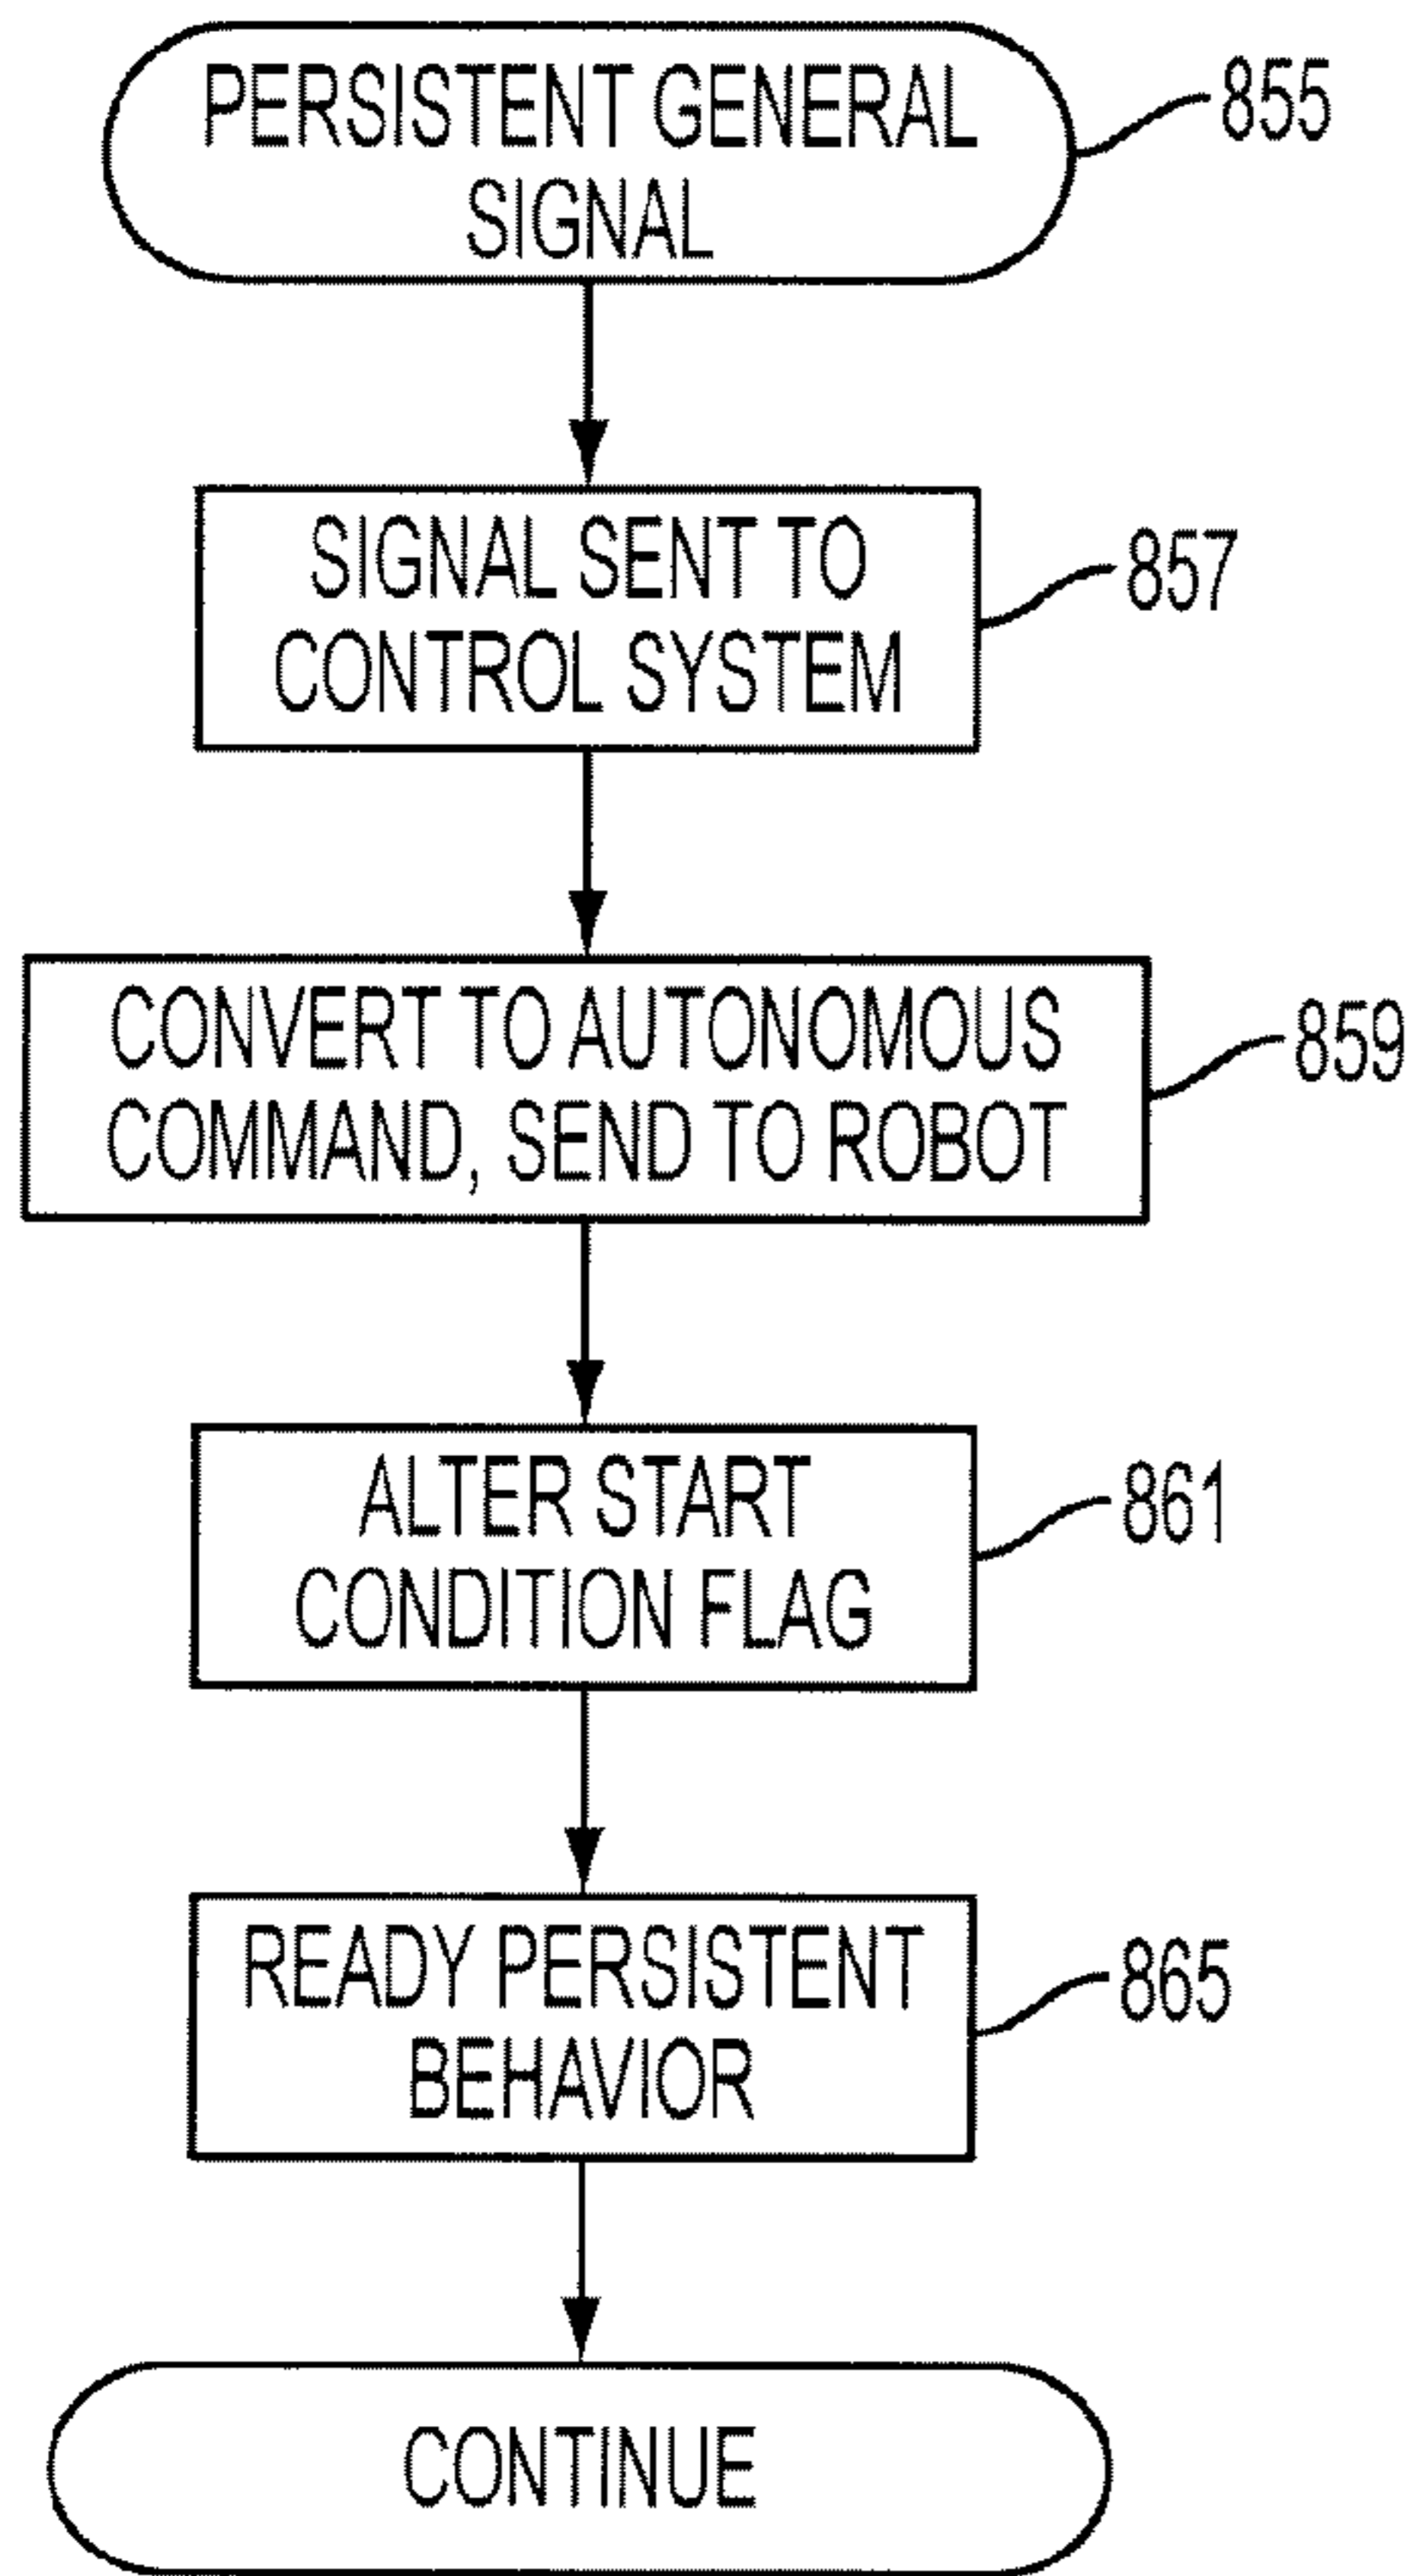 PERSISTENT GENERAL
SIGNAL
855
SIGNAL SENT TO
CONTROL SYSTEM
857
CONVERT TO AUTONOMOUS
COMMAND, SEND TO ROBOT
859
ALTER START
CONDITION FLAG
861
READY PERSISTENT
BEHAVIOR
865
CONTINUE